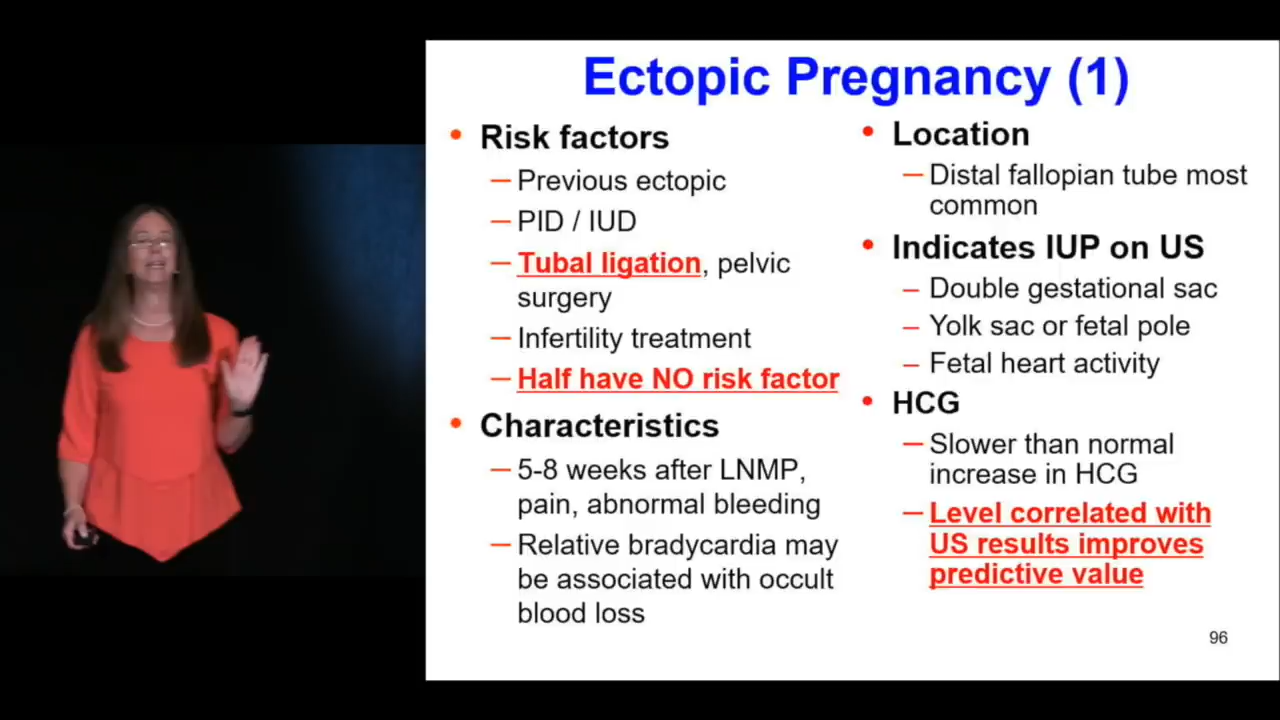 Ectopic Pregnancy (1)
• Risk factors
— Previous ectopic
— PID / IUD
— Tubal ligation, pelvic
surgery
— Infertility treatment
— Half have NO risk factor
• Characteristics
— 5-8 weeks after LNMP,
pain, abnormal bleeding
— Relative bradycardia may
be associated with occult
blood loss
• Location
— Distal fallopian tube most
common
• Indicates IUP on US
– Double gestational sac
– Yolk sac or fetal pole
– Fetal heart activity
• HCG
— Slower than normal
increase in HCG
— Level correlated with
US results improves
predictive value
96